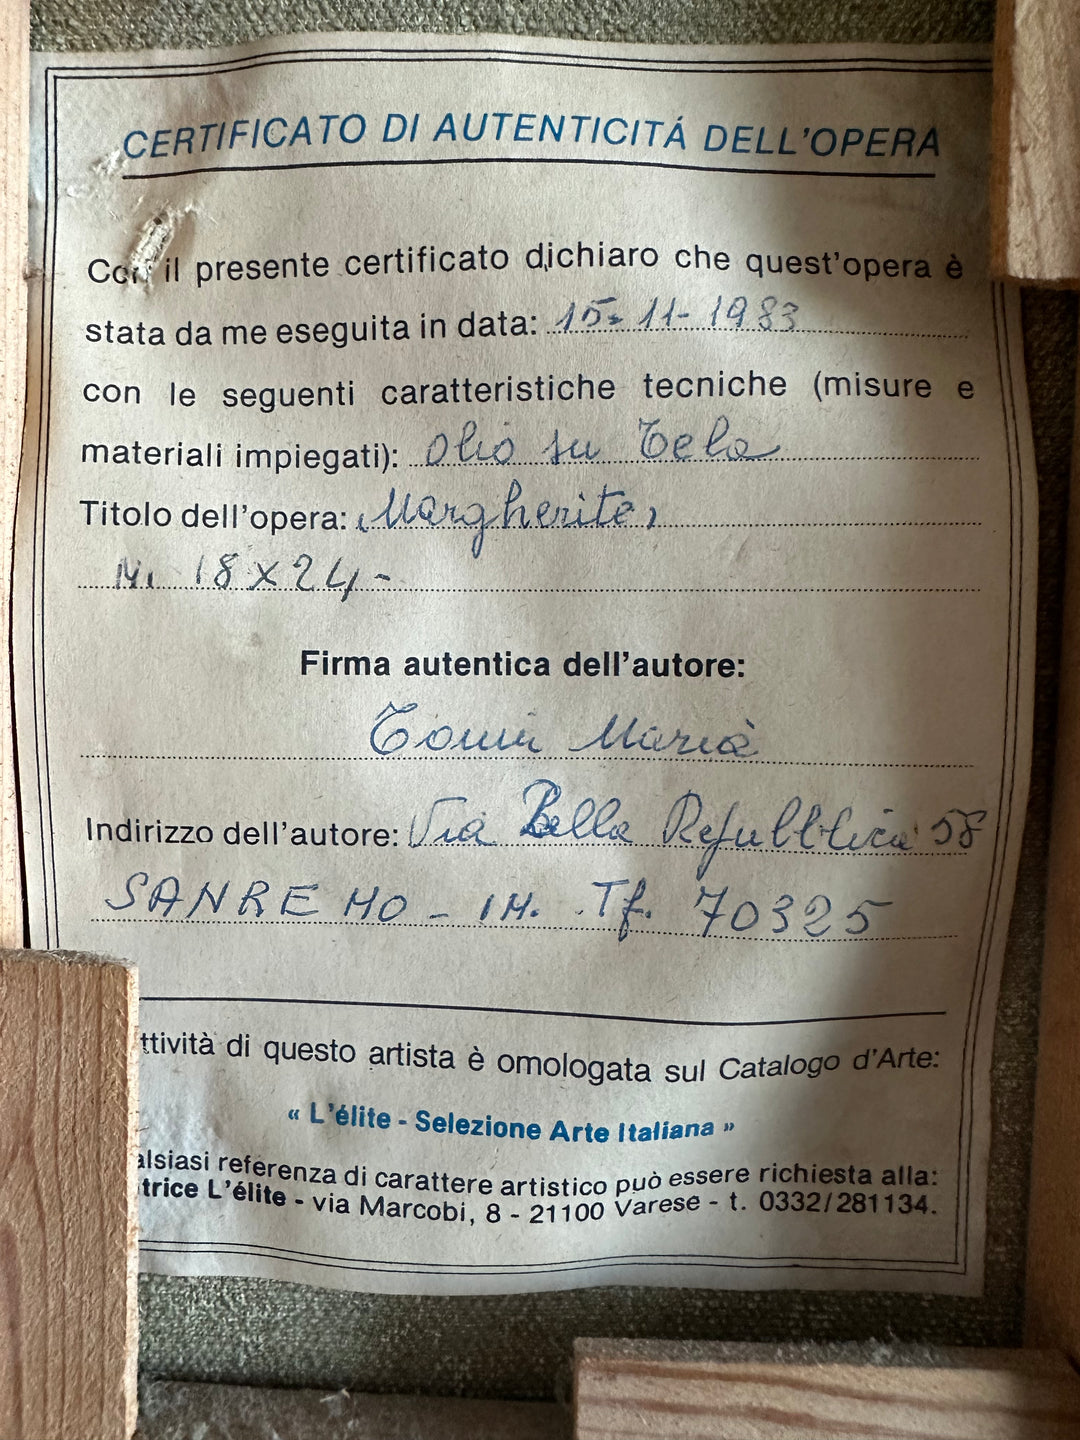 CERTIFICATO DI AUTENTICITÁ DELL'OPERA
Con il presente certificato dichiaro che quest'opera è
stata da me eseguita in data: 15-11-1983
con le seguenti caratteristiche tecniche (misure e
materiali impiegati): Olio su Tela
Titolo dell'opera: Margherite,
18x24-
Firma autentica dell'autore:
Maria
Indirizzo dell'autore: Via Della Repubblica 58
SANREMO - IM. Tf. 70325
ttività di questo artista è omologata sul Catalogo d'Arte:
« L'élite - Selezione Arte Italiana »
alsiasi referenza di carattere artistico può essere richiesta alla:
trice L'élite - via Marcobi, 8 - 21100 Varese - t. 0332/281134.